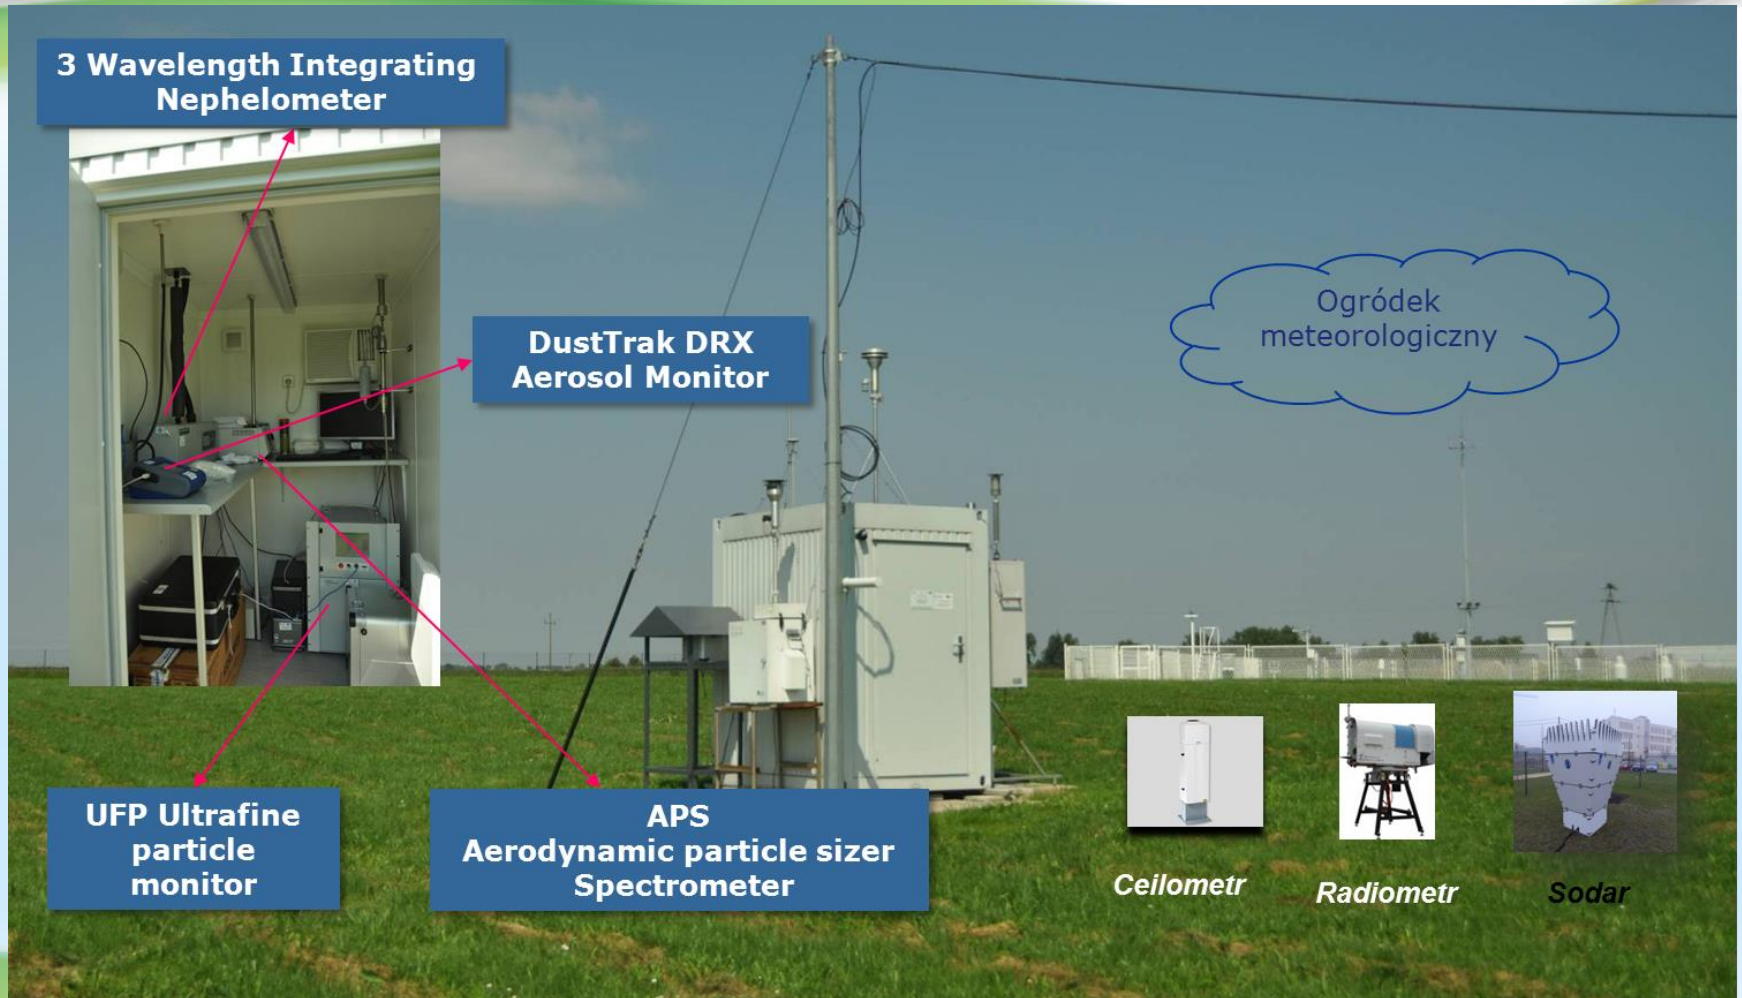 3 Wavelength Integrating
Nephelometer
DustTrak DRX
Aerosol Monitor
Ogródek
meteorologiczny
UFP Ultrafine
particle
monitor
APS
Aerodynamic particle sizer
Spectrometer
Ceilometr
Radiometr
Sodar